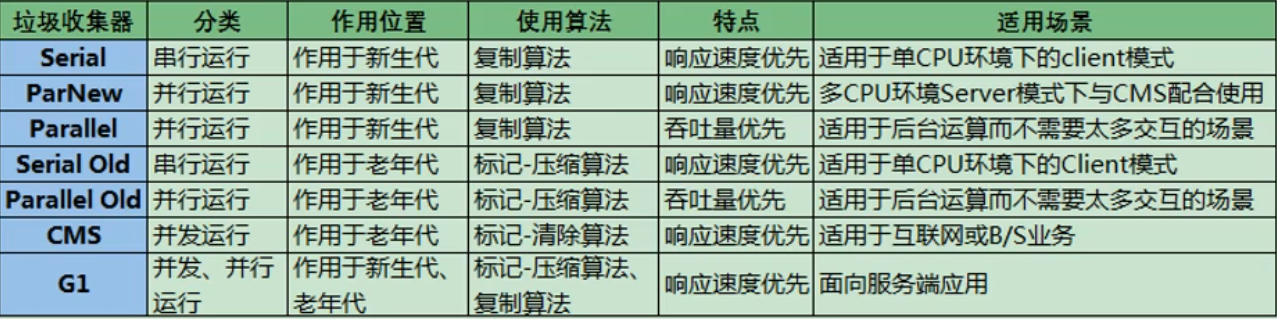 垃圾收集器 分类 作用位置 使用算法 特点 适用场景
Serial 串行运行 作用于新生代 复制算法 响应速度优先 适用于单CPU环境下的client模式
ParNew 并行运行 作用于新生代 复制算法 响应速度优先 多CPU环境Server模式下与CMS配合使用
Parallel 并行运行 作用于新生代 复制算法 吞吐量优先 适用于后台运算而不需要太多交互的场景
Serial Old 串行运行 作用于老年代 标记-压缩算法 响应速度优先 适用于单CPU环境下的Client模式
Parallel Old 并行运行 作用于老年代 标记-压缩算法 吞吐量优先 适用于后台运算而不需要太多交互的场景
CMS 并发运行 作用于老年代 标记-清除算法 响应速度优先 适用于互联网或B/S业务
G1 并发、并行 作用于新生代、 标记-压缩算法、 响应速度优先 面向服务端应用
运行 老年代 复制算法